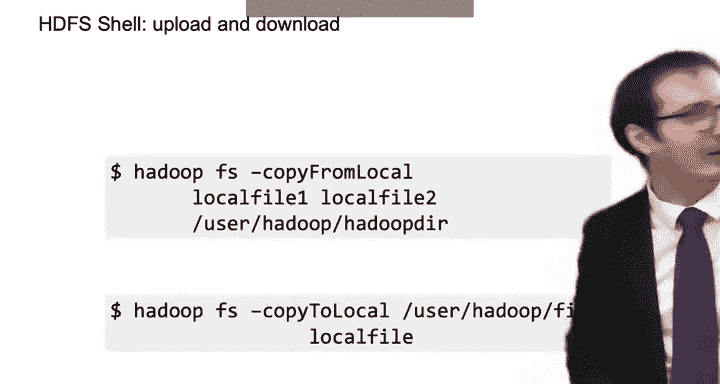 HDFS Shell: upload and download
$ hadoop fs –copyFromLocal
localfile1 localfile2
/user/hadoop/hadoopdir
$ hadoop fs –copyToLocal /user/hadoop/fi
localfile